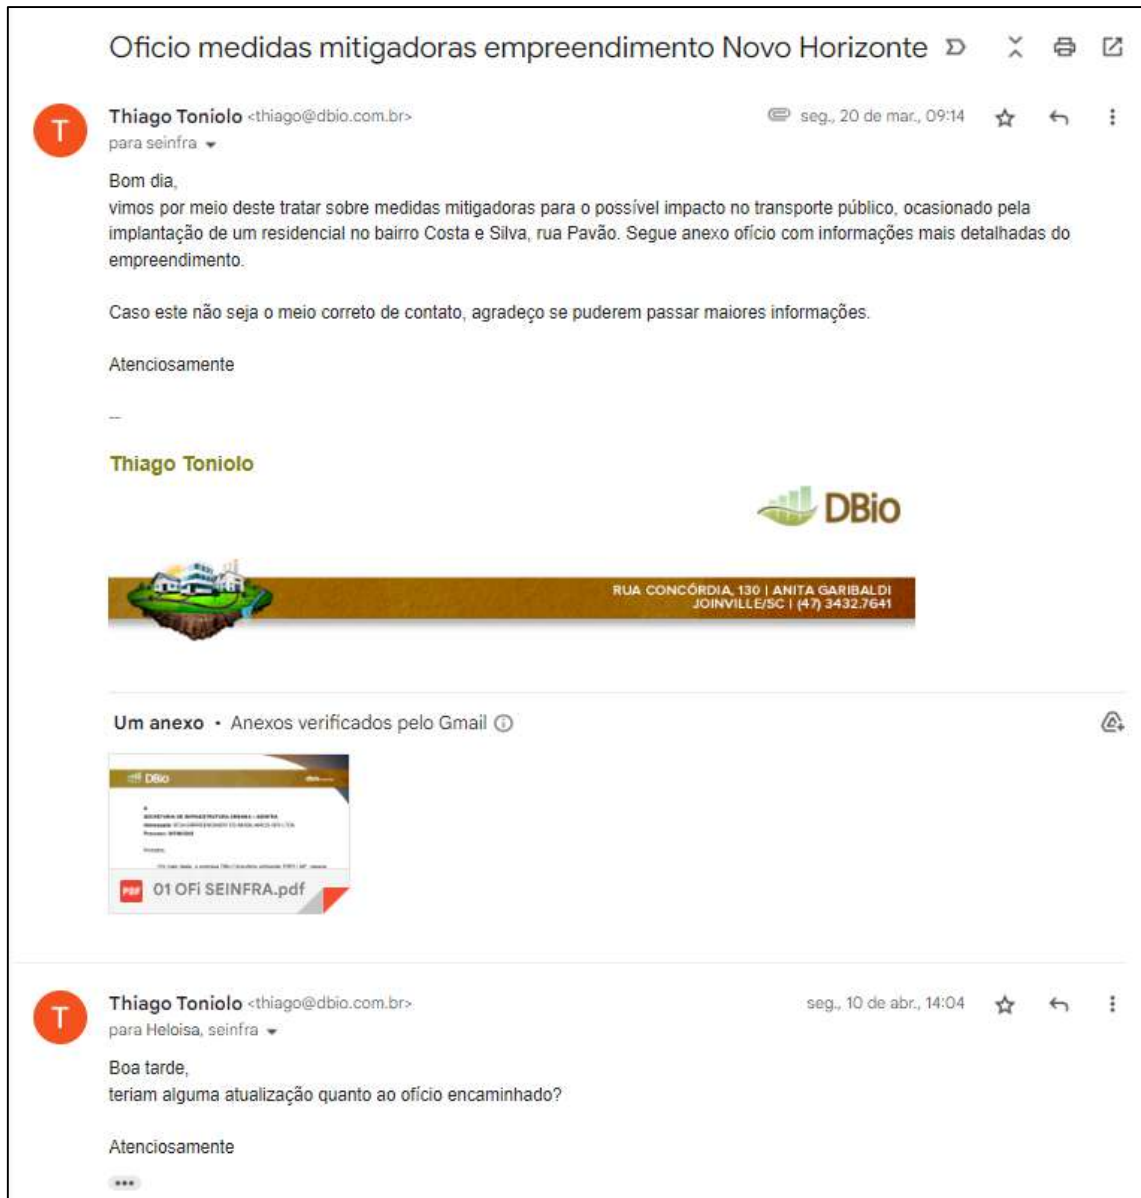 Oficio medidas mitigadoras empreendimento Novo Horizonte
T
Thiago Toniolo <thiago@dbio.com.br>
seg., 20 de mar., 09:14
para seinfra
Bom dia,
vimos por meio deste tratar sobre medidas mitigadoras para o possível impacto no transporte público, ocasionado pela
implantação de um residencial no bairro Costa e Silva, rua Pavão. Segue anexo ofício com informações mais detalhadas do
empreendimento.
Caso este não seja o meio correto de contato, agradeço se puderem passar maiores informações.
Atenciosamente
--
Thiago Toniolo
DBio
RUA CONCÓRDIA, 130 | ANITA GARIBALDI
JOINVILLE/SC | (47) 3432.7641
Um anexo • Anexos verificados pelo Gmail
DBio
SECRETARIA DE INFRAESTRUTURA URBANA - SEINFRA
PDF 01 OFi SEINFRA.pdf
T
Thiago Toniolo <thiago@dbio.com.br>
seg., 10 de abr., 14:04
para Heloisa, seinfra
Boa tarde,
teriam alguma atualização quanto ao ofício encaminhado?
Atenciosamente
•••